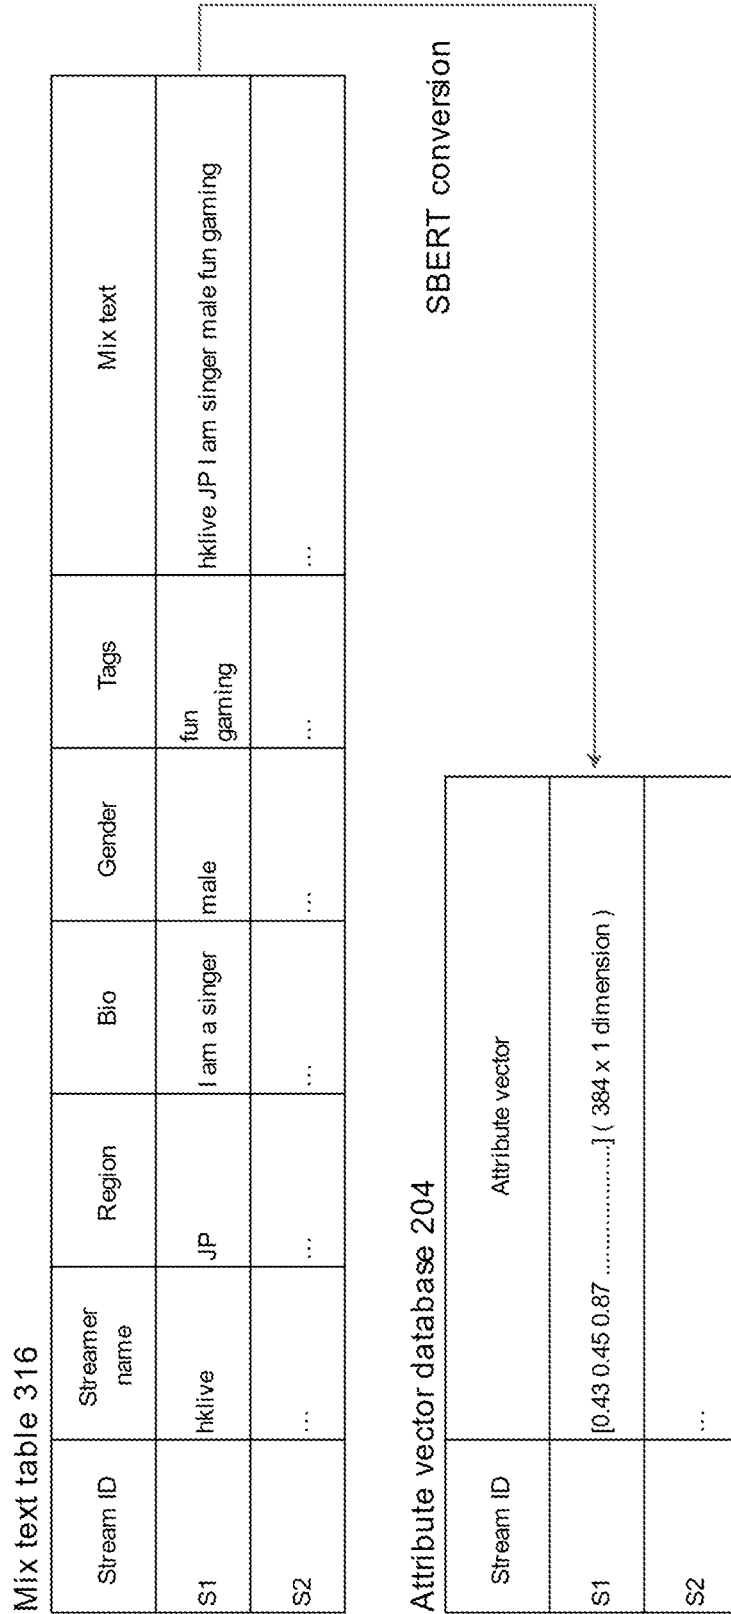 Mix text table 316
Stream ID
Streamer
name
Region
Bio
Gender
Tags
Mix text
S1
hklive
JP
I am a singer
male
fun
gaming
hklive JP I am singer male fun gaming
S2
...
...
...
...
...
...
SBERT conversion
Attribute vector database 204
Stream ID
Attribute vector
S1
[0.43 0.45 0.87 ......................] ( 384 x 1 dimension )
S2
...